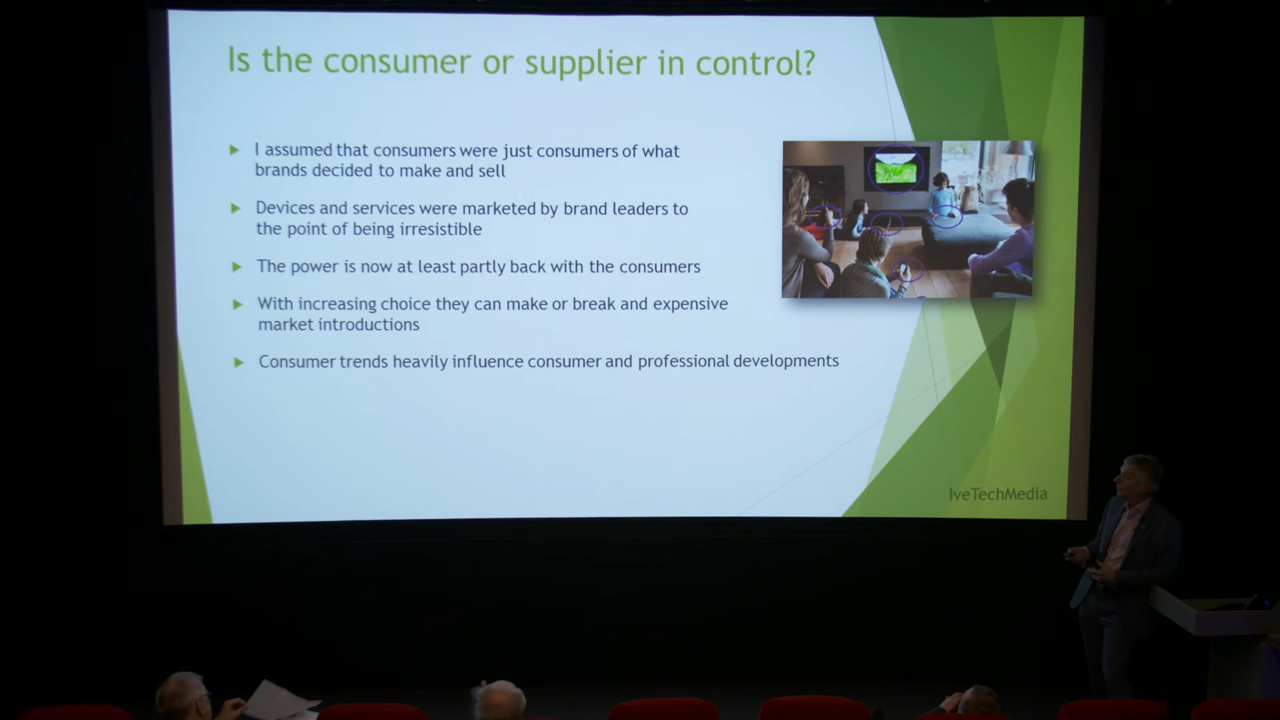 Is the consumer or supplier in control?
I assumed that consumers were just consumers of what
brands decided to make and sell
Devices and services were marketed by brand leaders to
the point of being irresistible
The power is now at least partly back with the consumers
With increasing choice they can make or break and expensive
market introductions
Consumer trends heavily influence consumer and professional developments
IveTechMedia